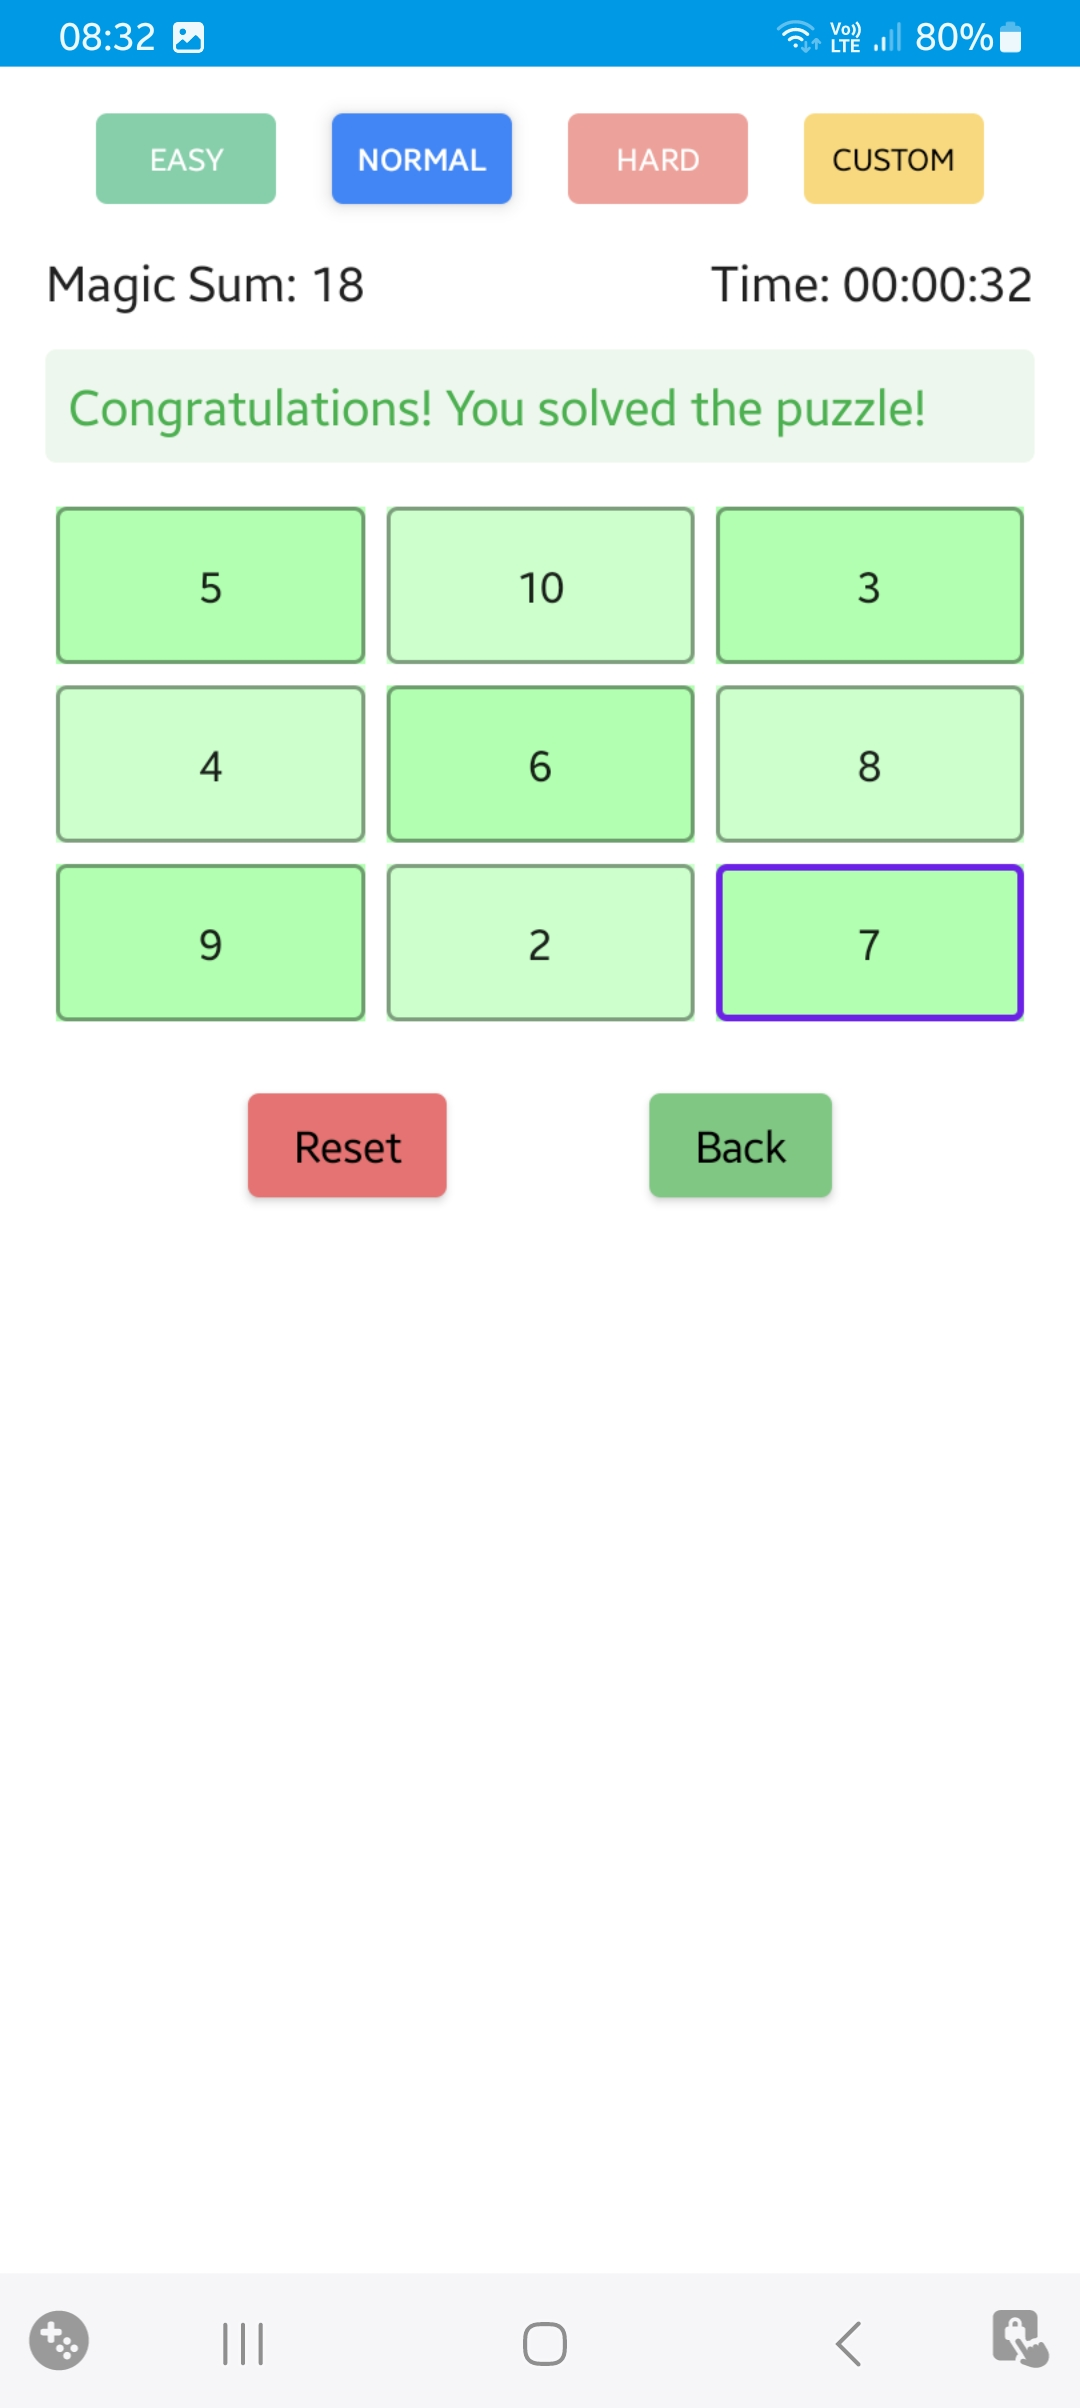 08:32 Vo)) LTE 80%
EASY NORMAL HARD CUSTOM
Magic Sum: 18 Time: 00:00:32
Congratulations! You solved the puzzle!
5 10 3
4 6 8
9 2 7
Reset Back